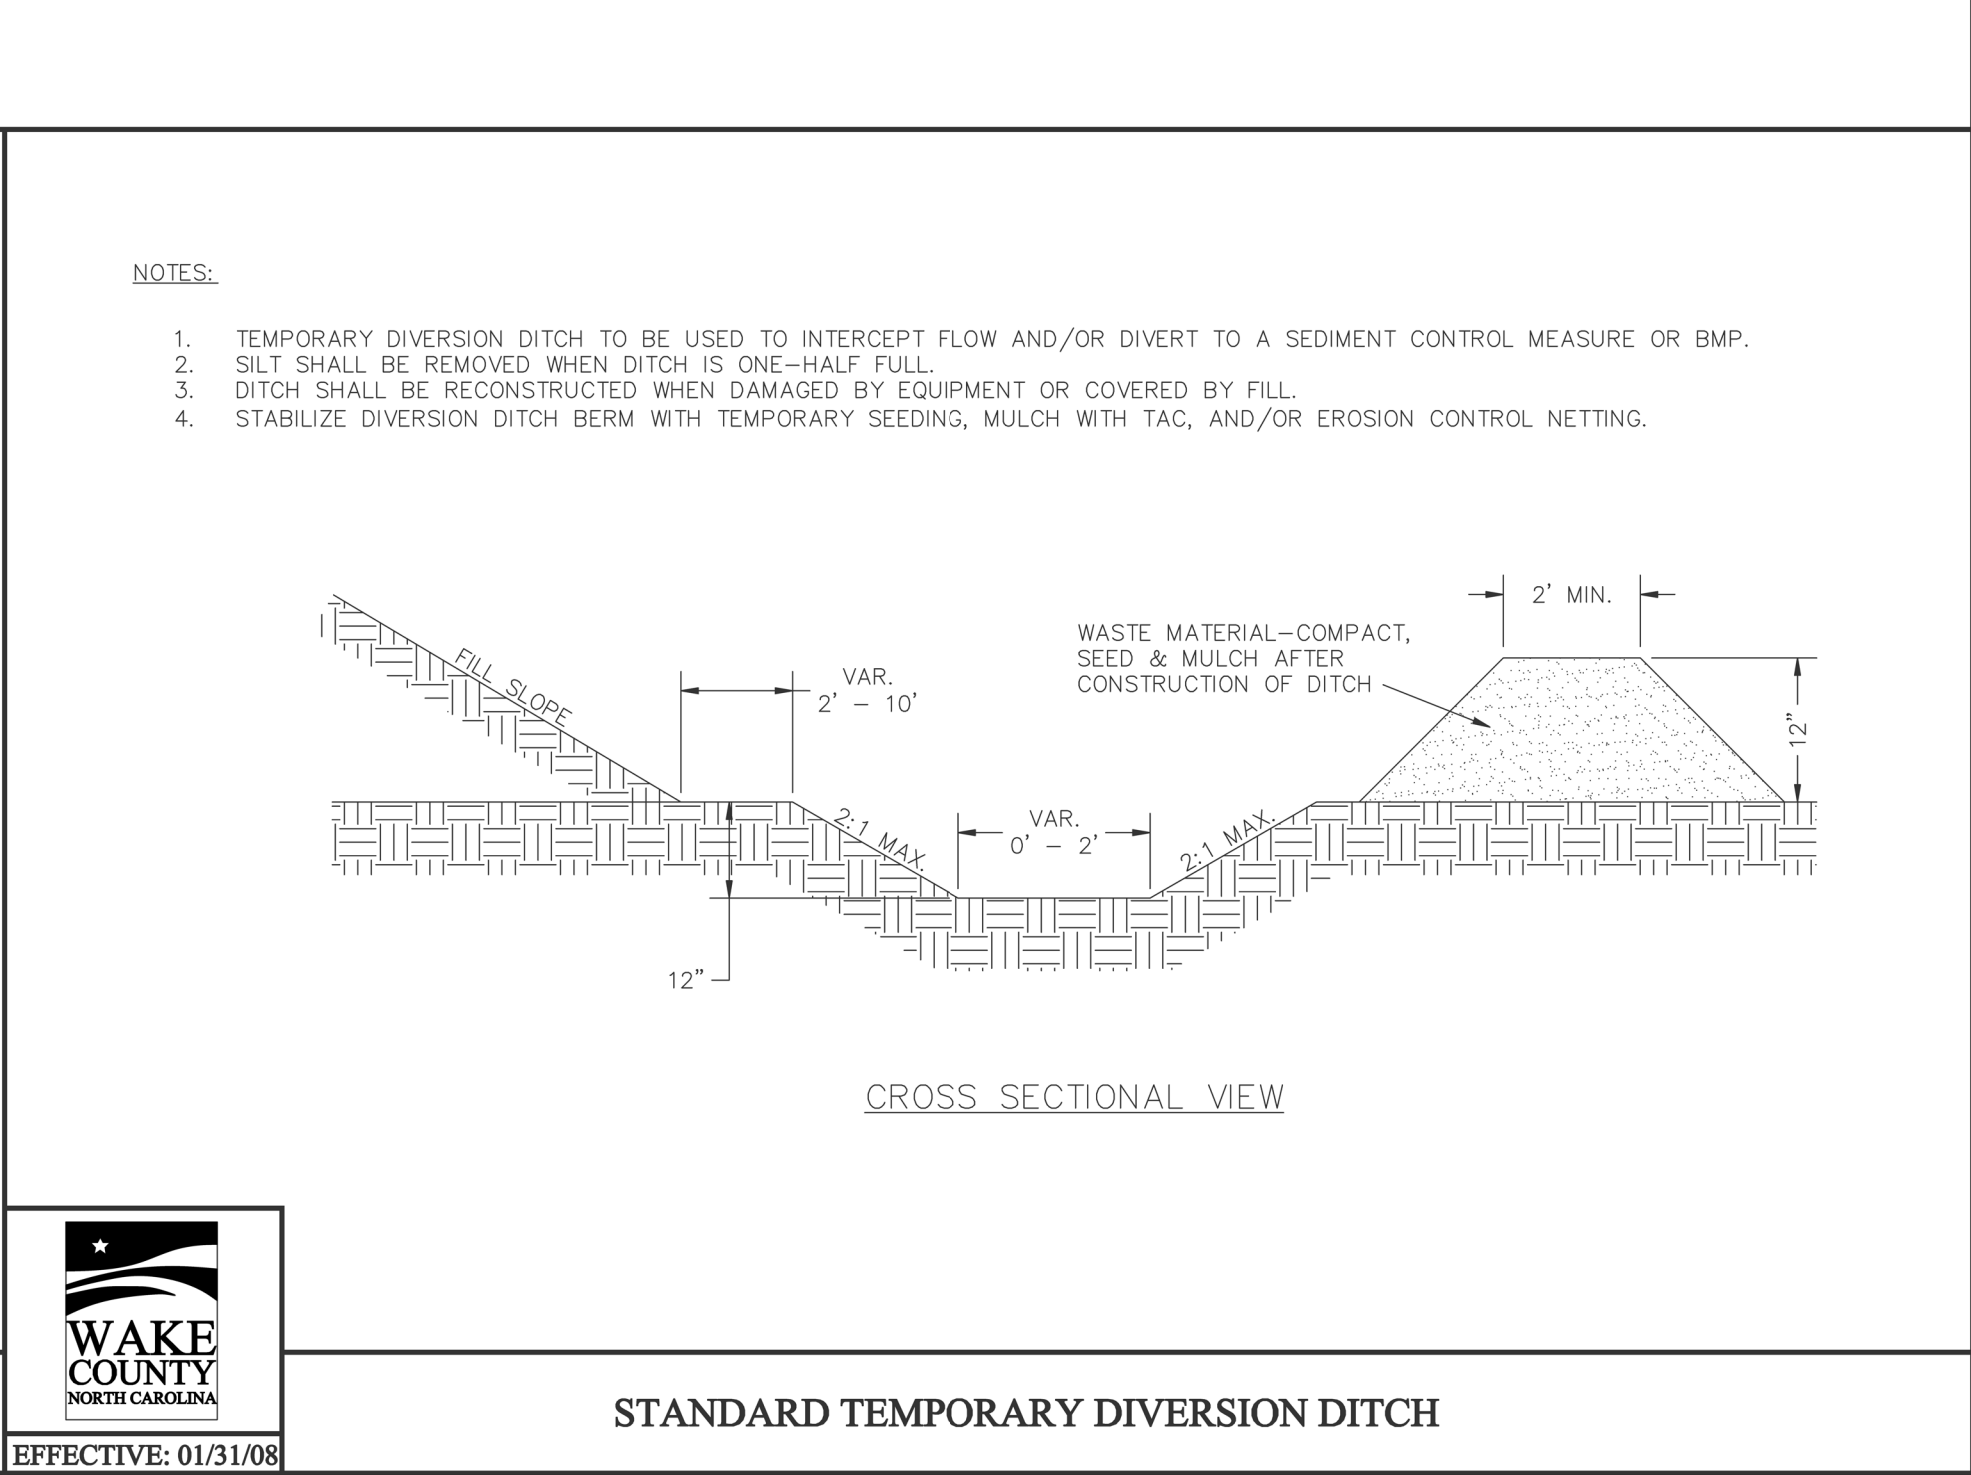 NOTES:
1. TEMPORARY DIVERSION DITCH TO BE USED TO INTERCEPT FLOW AND/OR DIVERT TO A SEDIMENT CONTROL MEASURE OR BMP.
2. SILT SHALL BE REMOVED WHEN DITCH IS ONE-HALF FULL.
3. DITCH SHALL BE RECONSTRUCTED WHEN DAMAGED BY EQUIPMENT OR COVERED BY FILL.
4. STABILIZE DIVERSION DITCH BERM WITH TEMPORARY SEEDING, MULCH WITH TAC, AND/OR EROSION CONTROL NETTING.
FILL SLOPE
VAR.
2' - 10'
2:1 MAX.
12"
VAR.
0' - 2'
2:1 MAX.
WASTE MATERIAL-COMPACT,
SEED & MULCH AFTER
CONSTRUCTION OF DITCH
2' MIN.
12"
CROSS SECTIONAL VIEW
WAKE
COUNTY
NORTH CAROLINA
EFFECTIVE: 01/31/08
STANDARD TEMPORARY DIVERSION DITCH